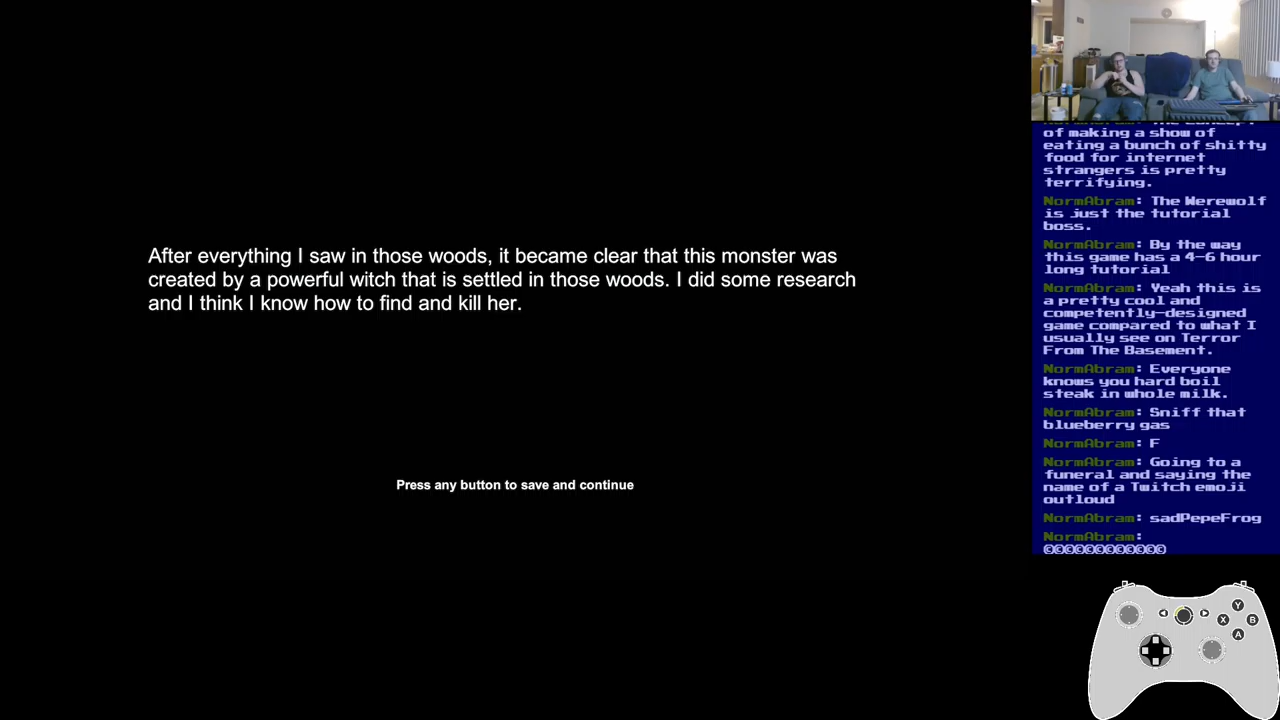 After everything I saw in those woods, it became clear that this monster was
created by a powerful witch that is settled in those woods. I did some research
and I think I know how to find and kill her.
Press any button to save and continue
NormAbram: The concept
of making a show of
eating a bunch of shitty
food for internet
strangers is pretty
terrifying.
NormAbram: The Werewolf
is just the tutorial
boss.
NormAbram: By the way
this game has a 4-6 hour
long tutorial
NormAbram: Yeah this is
a pretty cool and
competently-designed
game compared to what I
usually see on Terror
From The Basement.
NormAbram: Everyone
knows you hard boil
steak in whole milk.
NormAbram: Sniff that
blueberry gas
NormAbram: F
NormAbram: Going to a
funeral and saying the
name of a Twitch emoji
outloud
NormAbram: sadPepeFrog
NormAbram:
©©©©©©©©©©©©
Y
X B
A